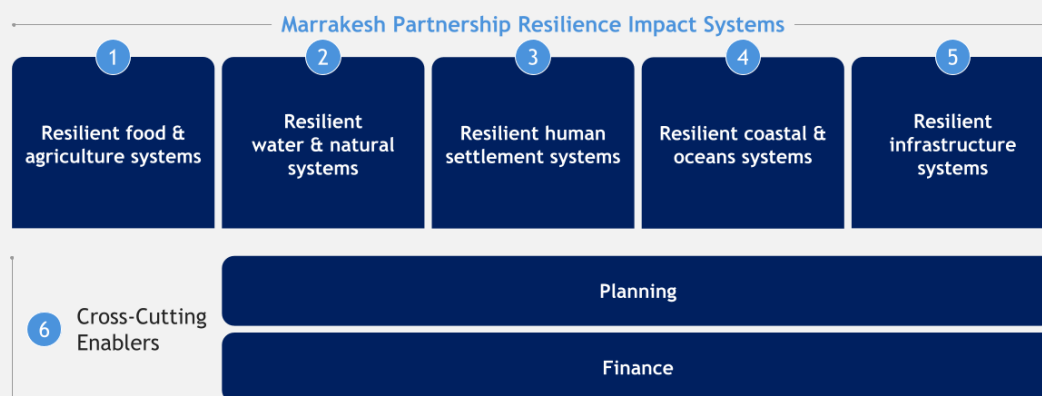 Marrakesh Partnership Resilience Impact Systems
1
2
3
4
5
Resilient food &
agriculture systems
Resilient
water & natural
systems
Resilient human
settlement systems
Resilient coastal &
oceans systems
Resilient
infrastructure
systems
6
Cross-Cutting
Enablers
Planning
Finance